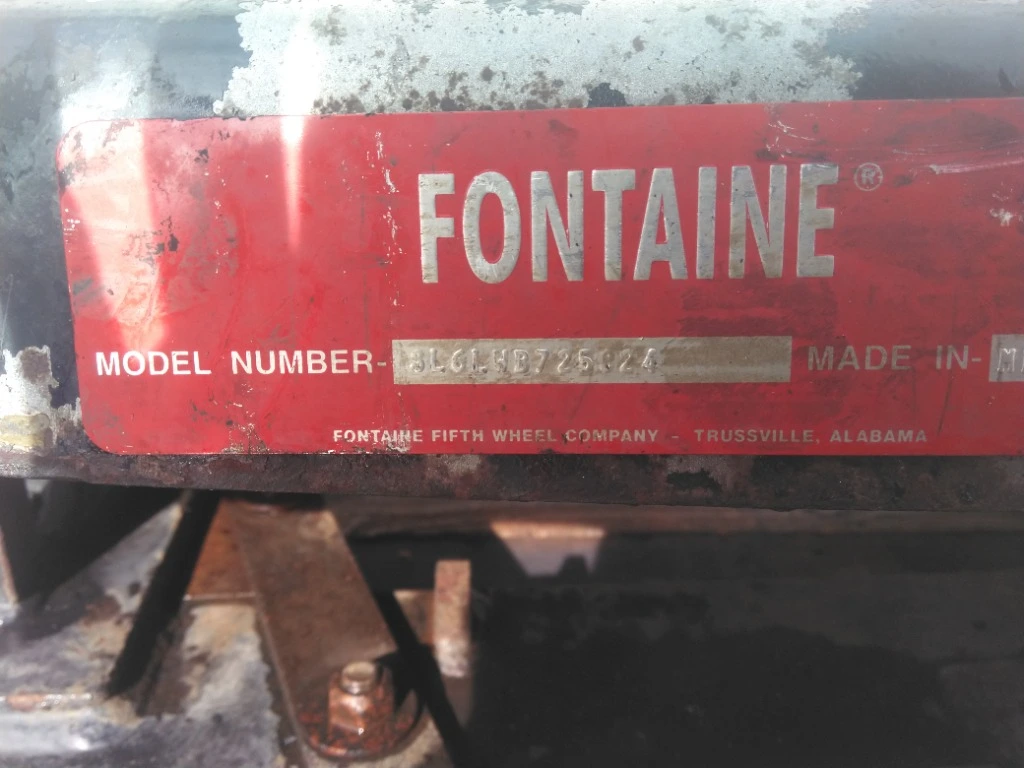 FONTAINE®
MODEL NUMBER- MADE IN-
FONTAINE FIFTH WHEEL COMPANY - TRUSSVILLE, ALABAMA